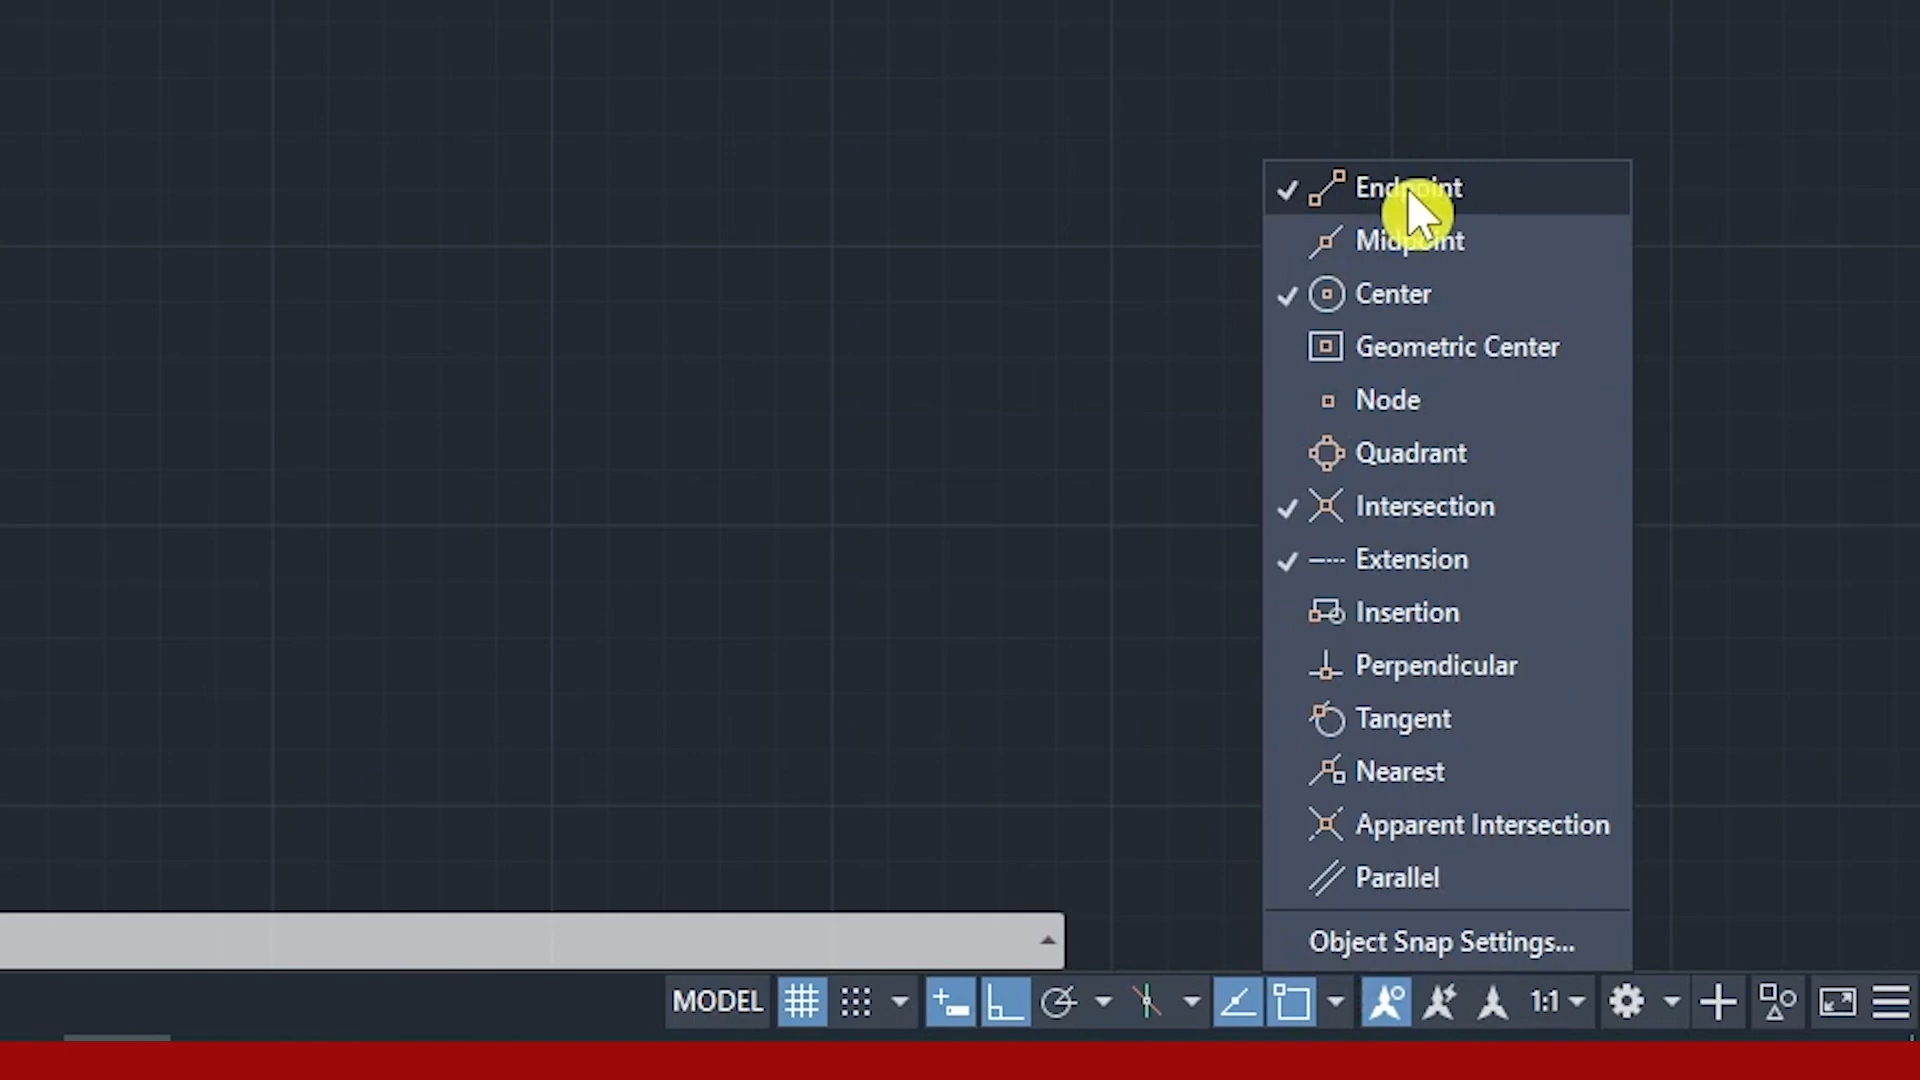 Endpoint
Midpoint
Center
Geometric Center
Node
Quadrant
Intersection
Extension
Insertion
Perpendicular
Tangent
Nearest
Apparent Intersection
Parallel
Object Snap Settings...
MODEL 1:1